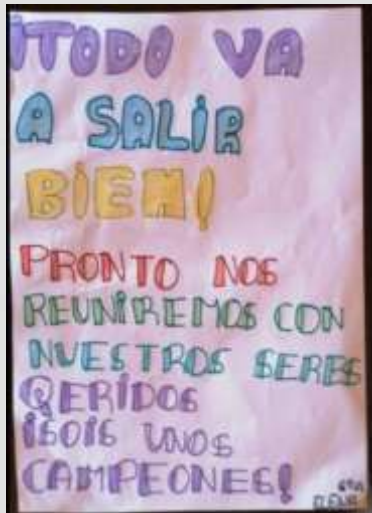 ¡TODO VA
A SALIR
BIEN!
PRONTO NOS
REUNIREMOS CON
NUESTROS SERES
QERIDOS
¡SOIS UNOS
CAMPEONES!